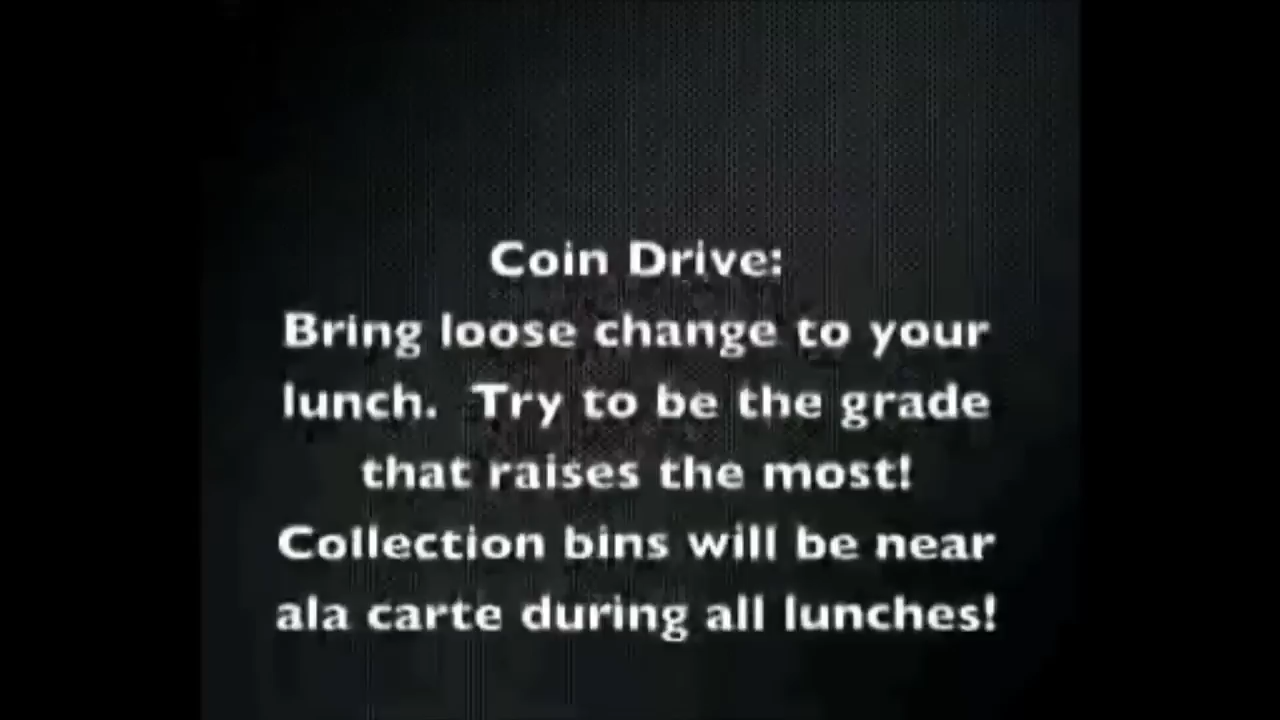 Coin Drive:
Bring loose change to your
lunch.  Try to be the grade
that raises the most!
Collection bins will be near
ala carte during all lunches!